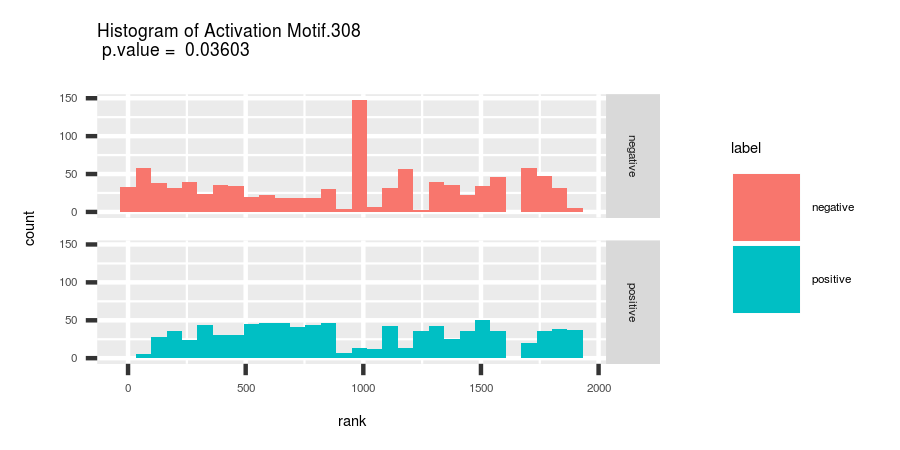 Histogram of Activation Motif.308
p.value =  0.03603
150
100
50
0
negative
150
100
50
0
positive
0 500 1000 1500 2000
rank
count
label
negative
positive